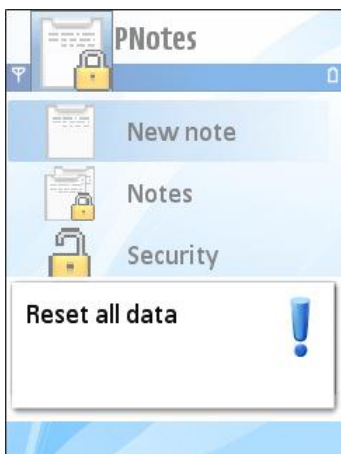 PNotes
New note
Notes
Security
Reset all data